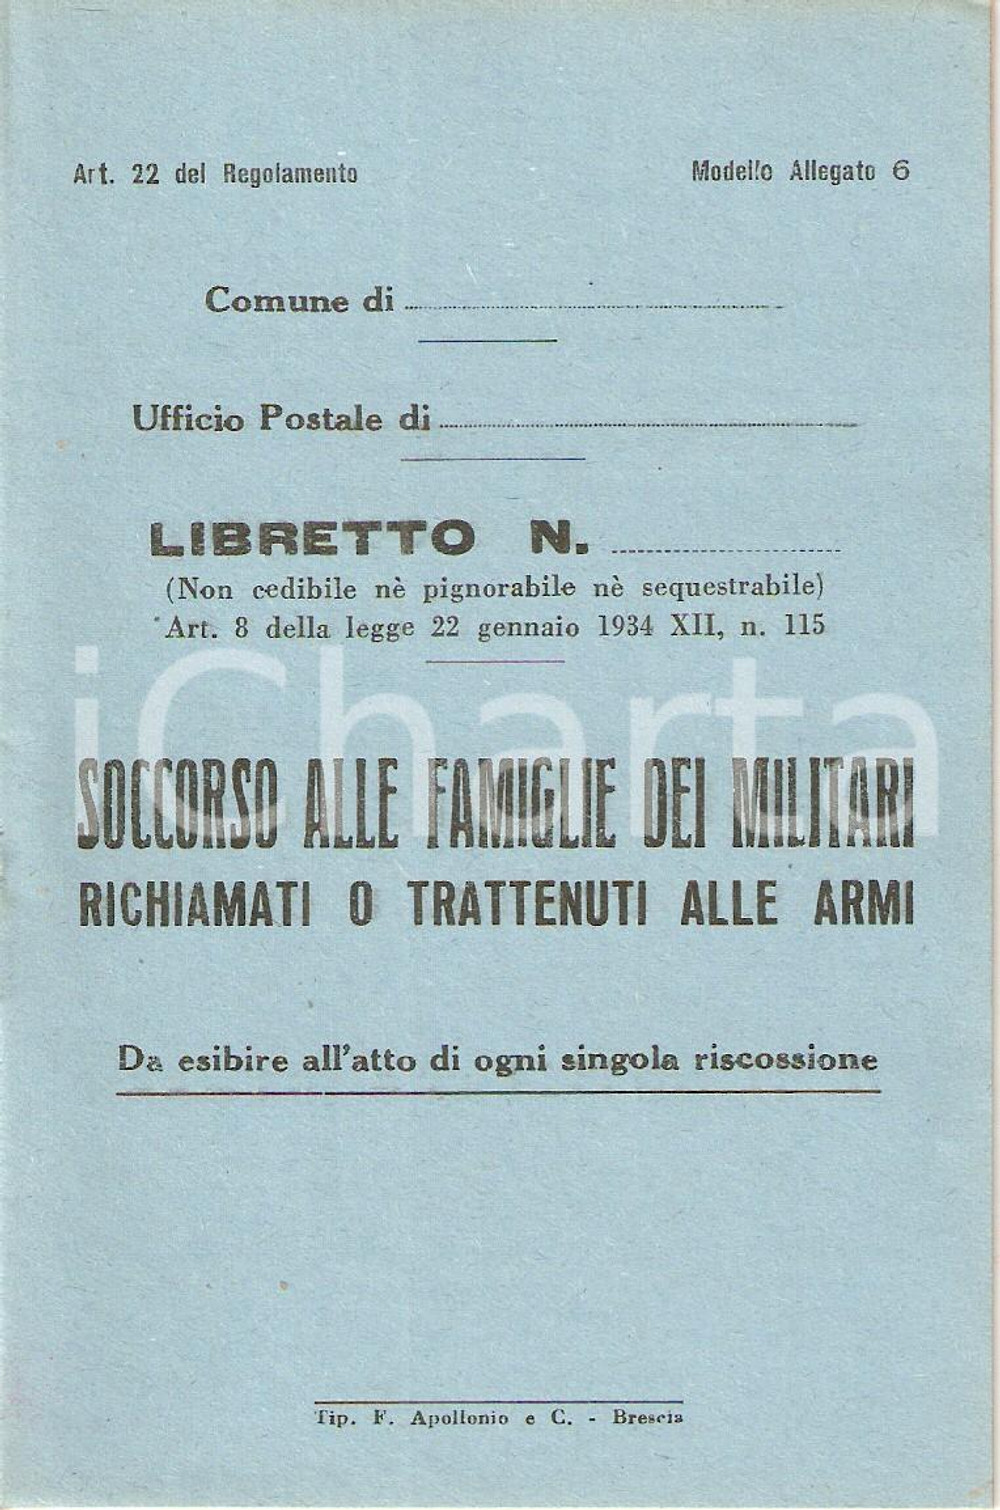 Art. 22 del Regolamento
Modello Allegato 6
Comune di
Ufficio Postale di
LIBRETTO N.
(Non cedibile nè pignorabile nè sequestrabile)
Art. 8 della legge 22 gennaio 1934 XII, n. 115
iCharta
SOCCORSO ALLE FAMIGLIE DEI MILITARI
RICHIAMATI O TRATTENUTI ALLE ARMI
Da esibire all'atto di ogni singola riscossione
Tip. F. Apollonio e C. - Brescia